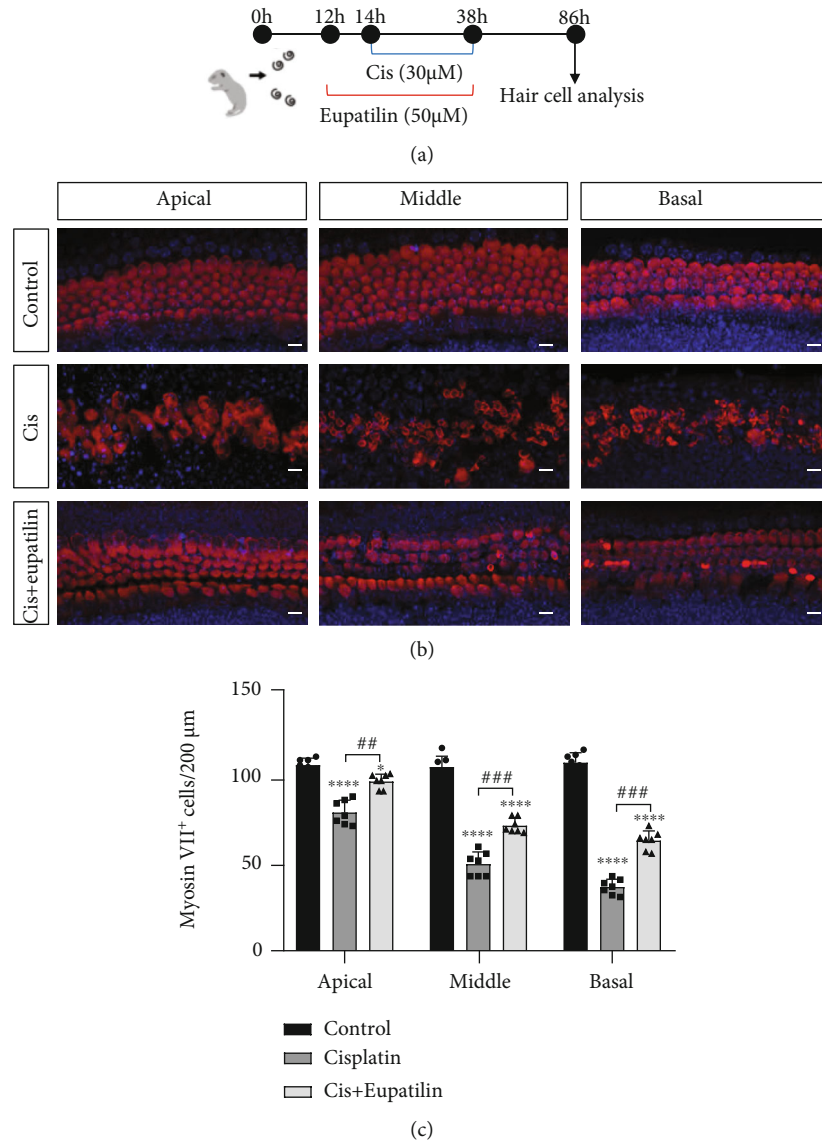 0h 12h 14h 38h 86h
Cis (30μM)
Eupatilin (50μM)
Hair cell analysis
(a)
Apical Middle Basal
Control
Cis
Cis+eupatilin
(b)
Myosin VII+ cells/200 μm
150
100
50
0
## ### ###
**** * **** **** **** ****
Apical Middle Basal
Control
Cisplatin
Cis+Eupatilin
(c)